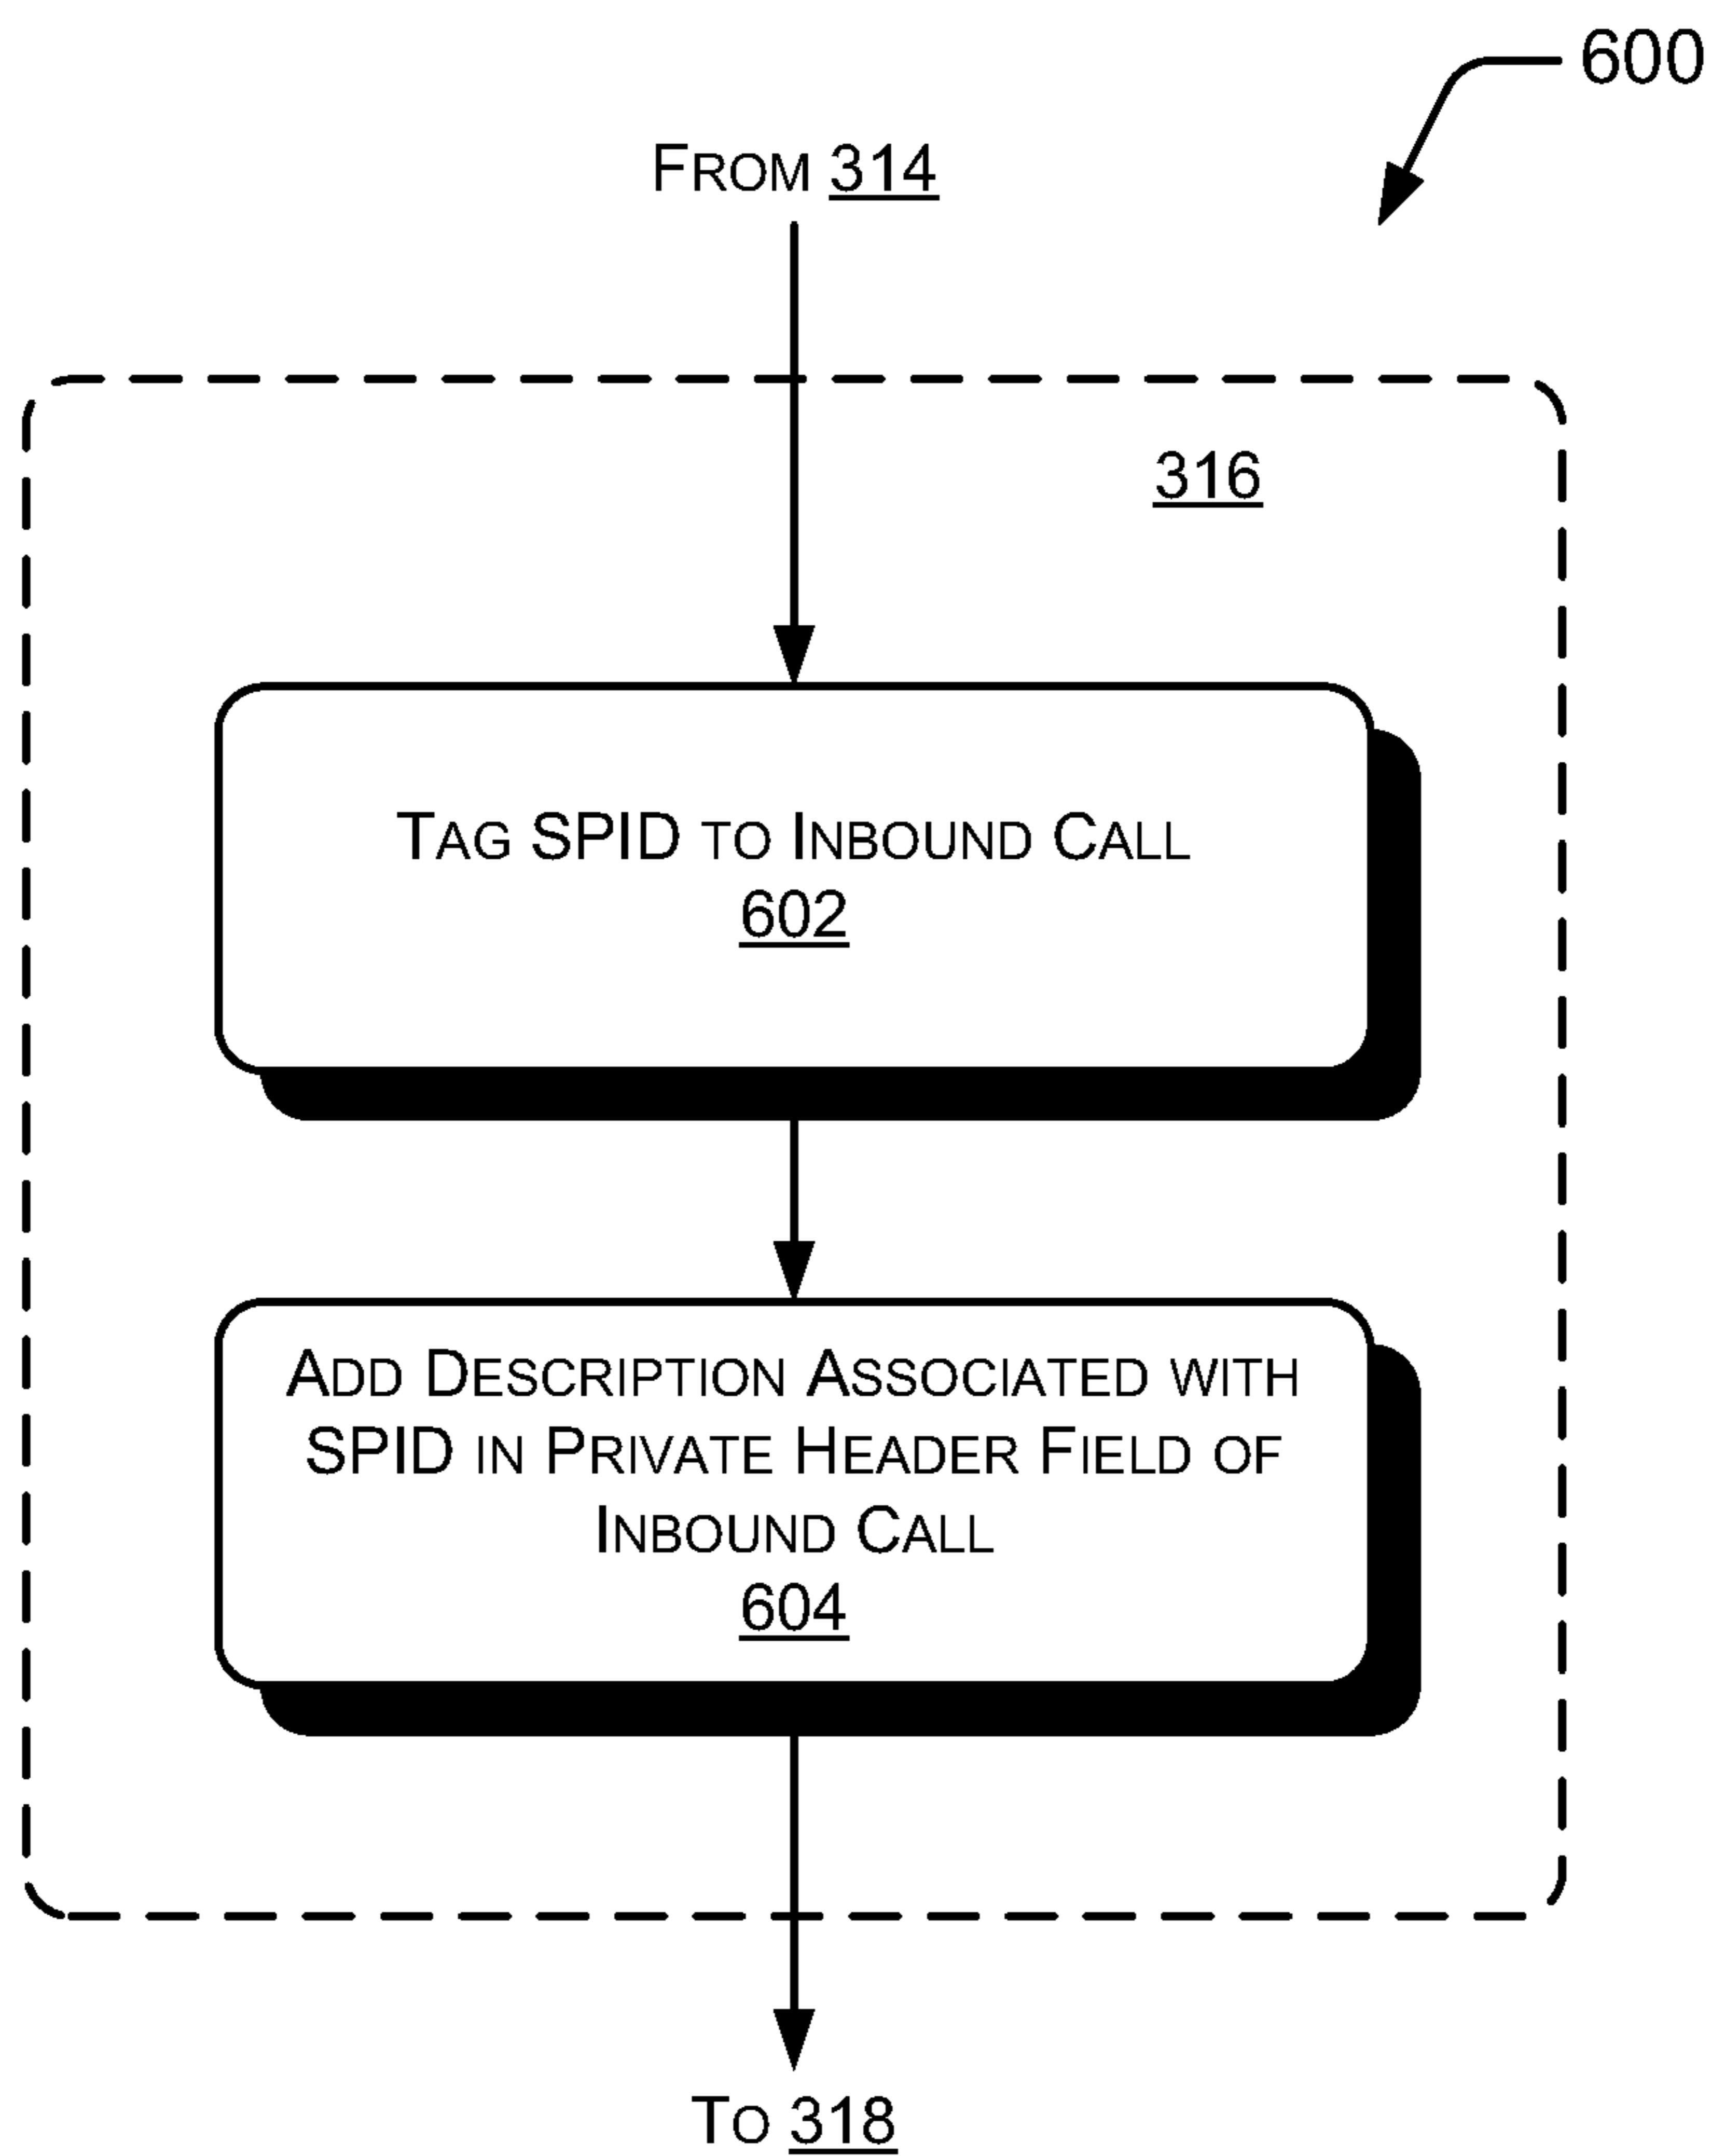 600
FROM 314
316
TAG SPID TO INBOUND CALL
602
ADD DESCRIPTION ASSOCIATED WITH
SPID IN PRIVATE HEADER FIELD OF
INBOUND CALL
604
TO 318